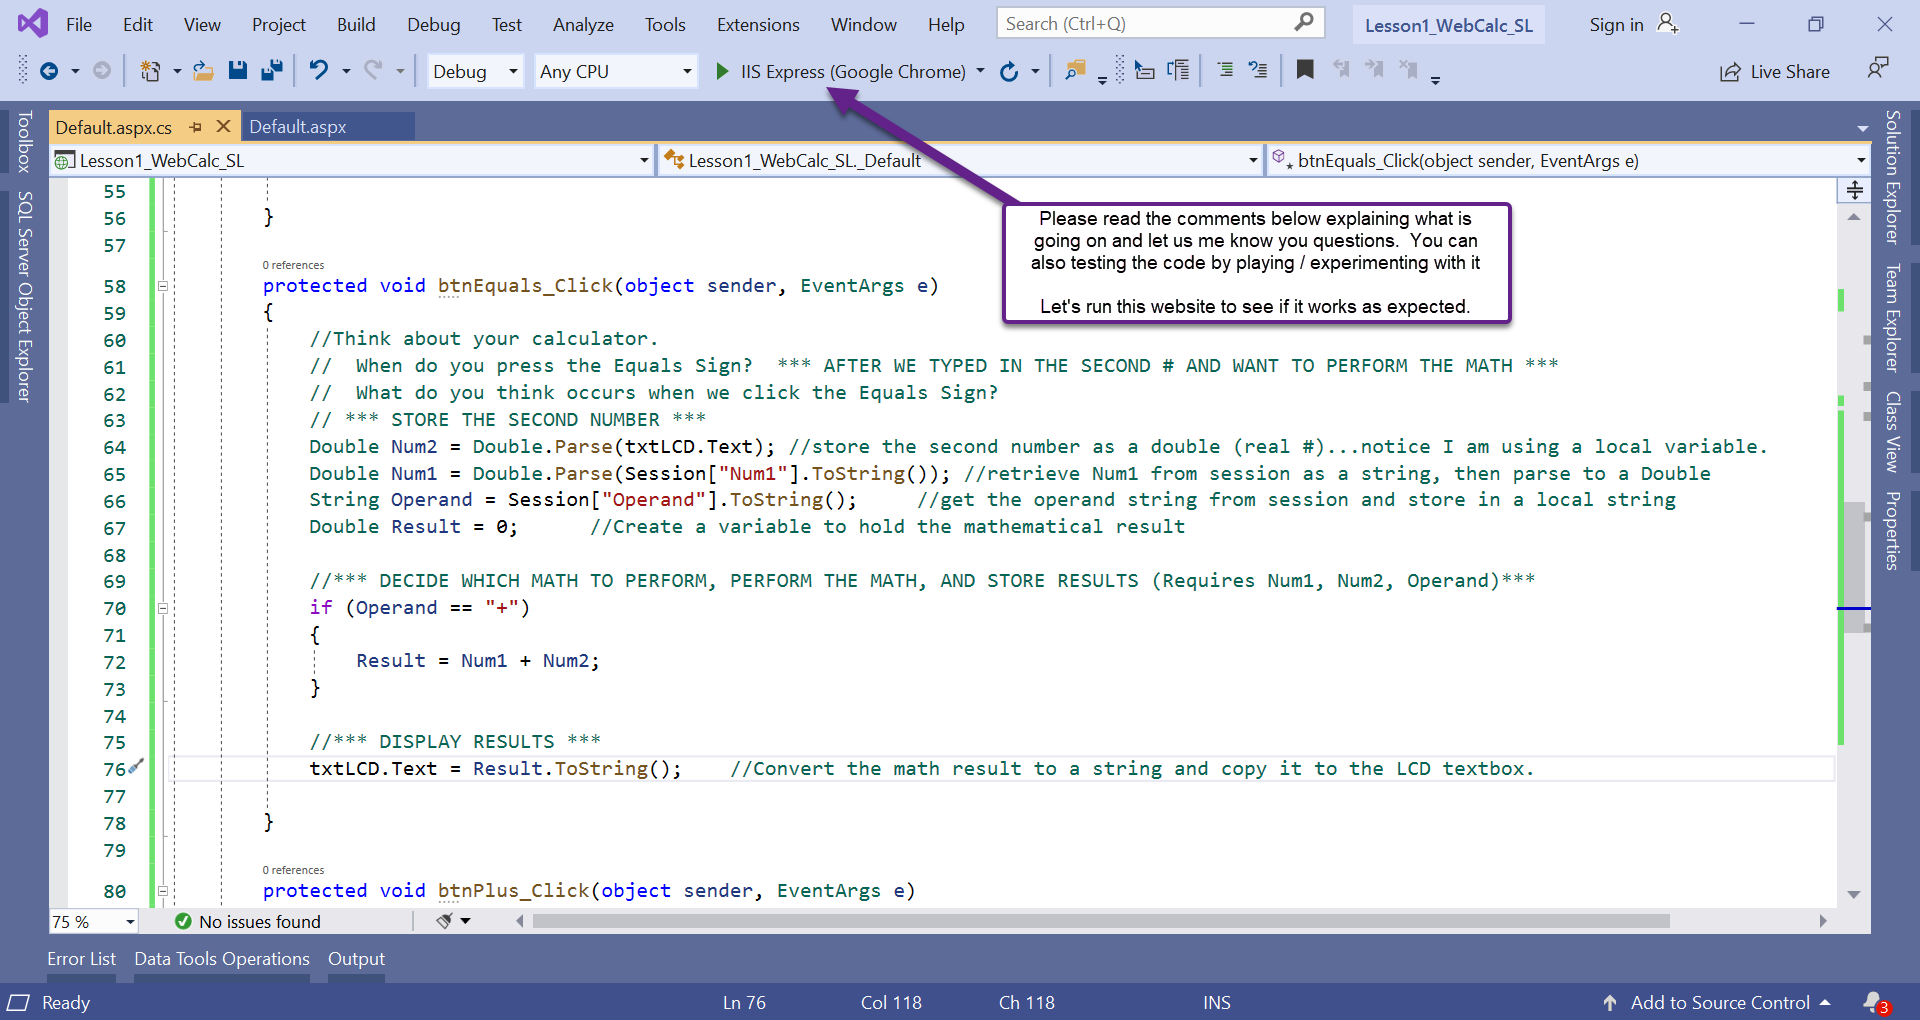 File Edit View Project Build Debug Test Analyze Tools Extensions Window Help Search (Ctrl+Q) Lesson1_WebCalc_SL Sign in
Debug Any CPU IIS Express (Google Chrome) Live Share
Default.aspx.cs Default.aspx
Lesson1_WebCalc_SL Lesson1_WebCalc_SL._Default btnEquals_Click(object sender, EventArgs e)
Toolbox
SQL Server Object Explorer
Solution Explorer
Team Explorer
Class View
Properties
Please read the comments below explaining what is
going on and let us me know you questions.  You can
also testing the code by playing / experimenting with it
Let's run this website to see if it works as expected.
55
56 }
57
0 references
58 protected void btnEquals_Click(object sender, EventArgs e)
59 {
60 //Think about your calculator.
61 //  When do you press the Equals Sign?  *** AFTER WE TYPED IN THE SECOND # AND WANT TO PERFORM THE MATH ***
62 //  What do you think occurs when we click the Equals Sign?
63 // *** STORE THE SECOND NUMBER ***
64 Double Num2 = Double.Parse(txtLCD.Text); //store the second number as a double (real #)...notice I am using a local variable.
65 Double Num1 = Double.Parse(Session["Num1"].ToString()); //retrieve Num1 from session as a string, then parse to a Double
66 String Operand = Session["Operand"].ToString();     //get the operand string from session and store in a local string
67 Double Result = 0;      //Create a variable to hold the mathematical result
68
69 //*** DECIDE WHICH MATH TO PERFORM, PERFORM THE MATH, AND STORE RESULTS (Requires Num1, Num2, Operand)***
70 if (Operand == "+")
71 {
72 Result = Num1 + Num2;
73 }
74
75 //*** DISPLAY RESULTS ***
76 txtLCD.Text = Result.ToString();    //Convert the math result to a string and copy it to the LCD textbox.
77
78 }
79
0 references
80 protected void btnPlus_Click(object sender, EventArgs e)
75 % No issues found
Error List Data Tools Operations Output
Ready Ln 76 Col 118 Ch 118 INS Add to Source Control 3